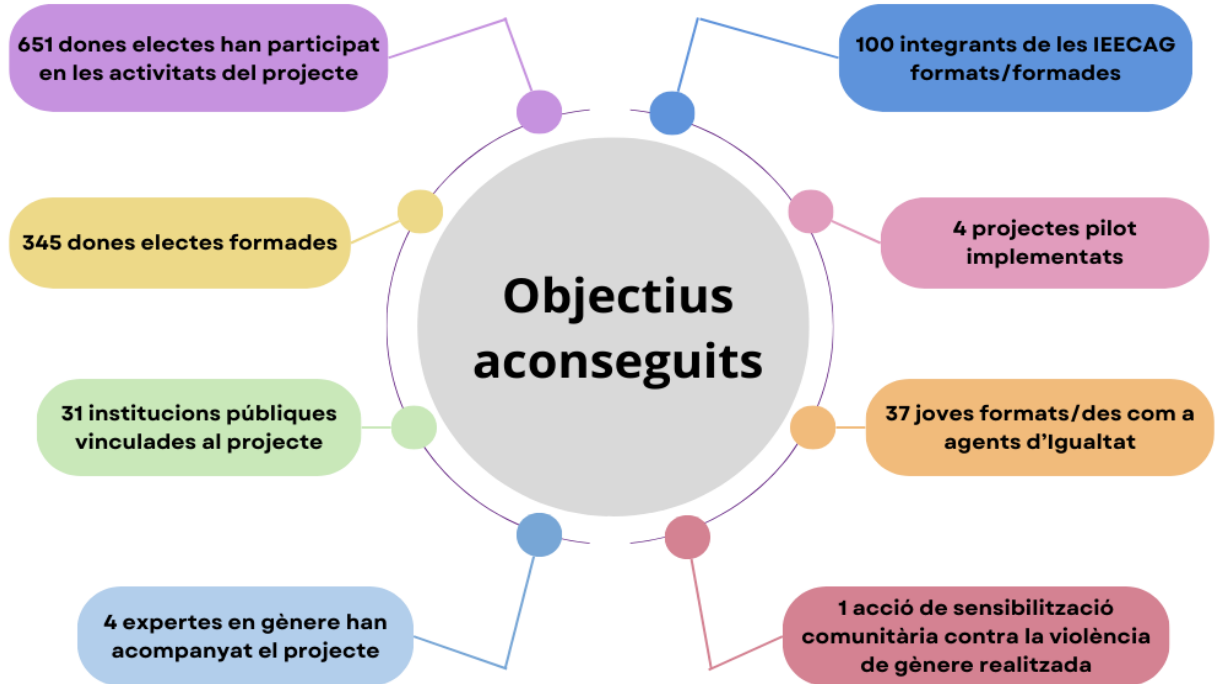 651 dones electes han participat
en les activitats del projecte
100 integrants de les IEECAG
formats/formades
345 dones electes formades
4 projectes pilot
implementats
Objectius
aconseguits
31 institucions públiques
vinculades al projecte
37 joves formats/des com a
agents d’Igualtat
4 expertes en gènere han
acompanyat el projecte
1 acció de sensibilització
comunitària contra la violència
de gènere realitzada